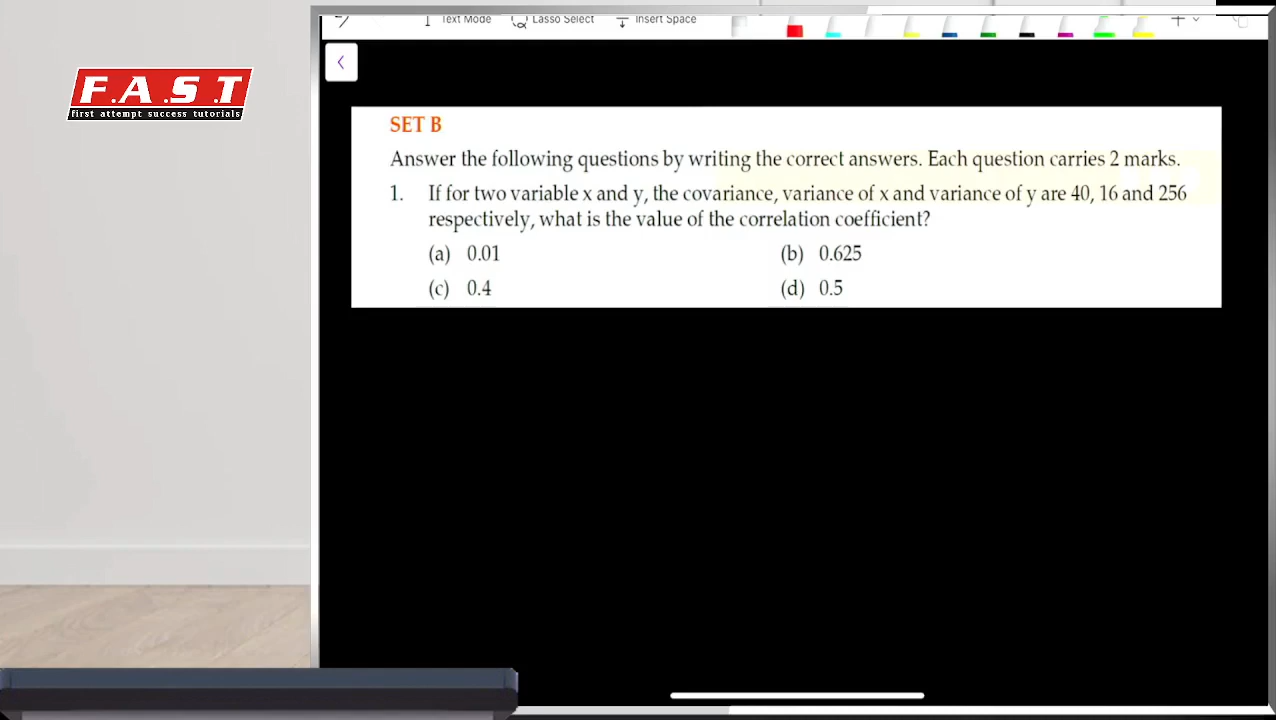 Text Mode Lasso Select Insert Space
F.A.S.T
first attempt success tutorials
SET B
Answer the following questions by writing the correct answers. Each question carries 2 marks.
1. If for two variable x and y, the covariance, variance of x and variance of y are 40, 16 and 256
respectively, what is the value of the correlation coefficient?
(a) 0.01 (b) 0.625
(c) 0.4 (d) 0.5